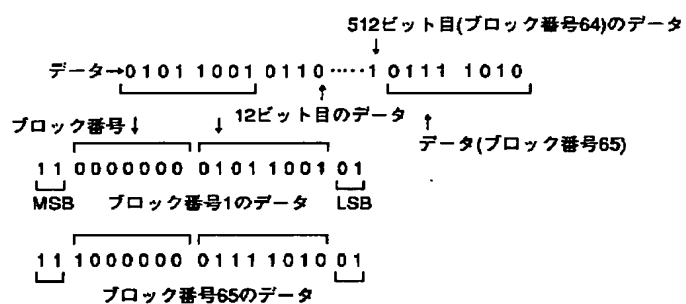 512ビット目(ブロック番号64)のデータ
データ→0101 1001 0110……1 0111 1010
12ビット目のデータ
ブロック番号
データ(ブロック番号65)
11 0000000 01011001 01
MSB ブロック番号1のデータ LSB
11 1000000 01111010 01
ブロック番号65のデータ